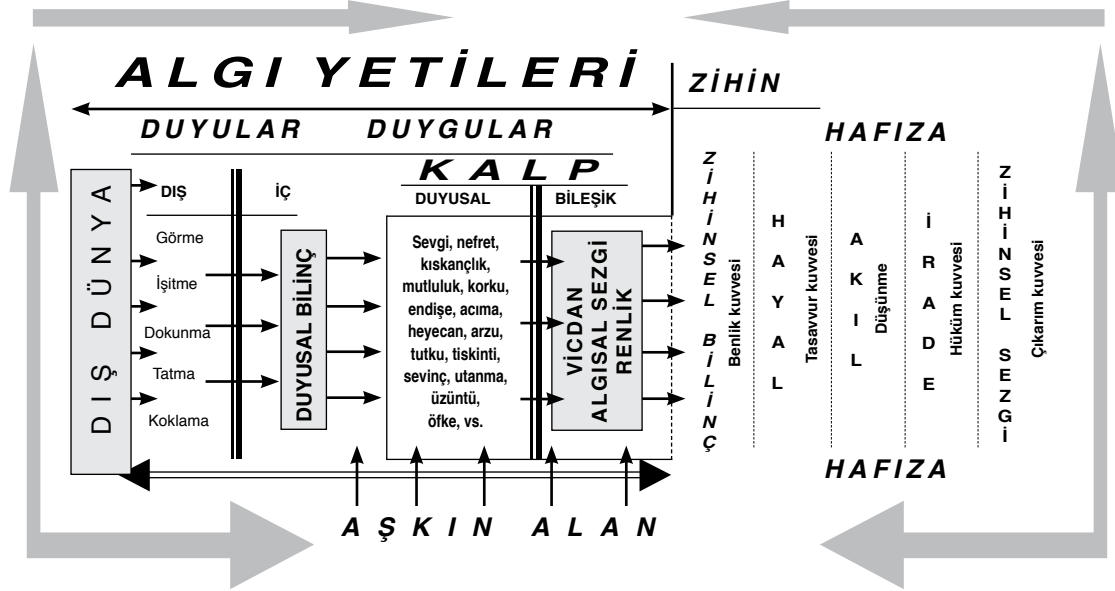 ALGI YETİLERİ
ZİHİN
DUYULAR
DUYGULAR
HAFIZA
KALP
DIŞ
İÇ
DUYUSAL
BİLEŞİK
DIŞ DÜNYA
Görme
İşitme
Dokunma
Tatma
Koklama
DUYUSAL BİLİNÇ
Sevgi, nefret,
kıskançlık,
mutluluk, korku,
endişe, acıma,
heyecan, arzu,
tutku, tiskinti,
sevinç, utanma,
üzüntü,
öfke, vs.
VİCDAN
ALGISAL SEZGİ
RENLİK
ZİHİNSEL BİLİNÇ
Benlik kuvvesi
HAYAL
Tasavvur kuvvesi
AKIL
Düşünme
İRADE
Hüküm kuvvesi
ZİHİNSEL SEZGİ
Çıkarım kuvvesi
HAFIZA
AŞKIN ALAN